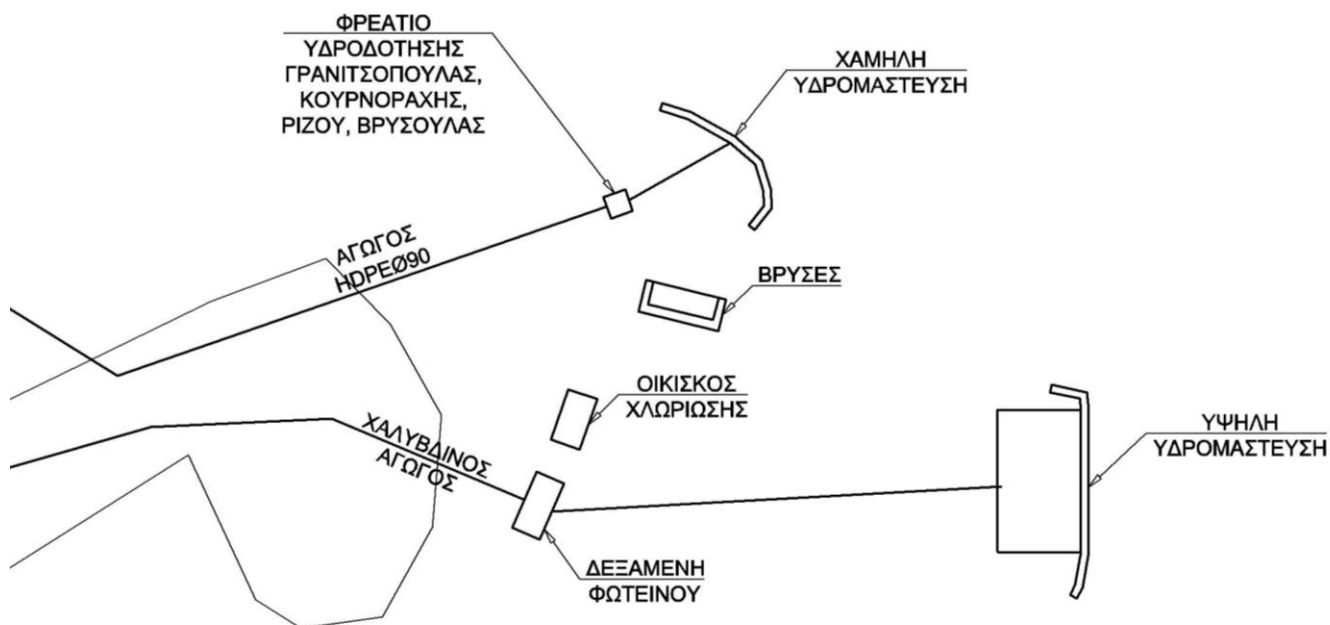 ΦΡΕΑΤΙΟ
ΥΔΡΟΔΟΤΗΣΗΣ
ΓΡΑΝΙΤΣΟΠΟΥΛΑΣ,
ΚΟΥΡΝΟΡΑΧΗΣ,
ΡΙΖΟΥ, ΒΡΥΣΟΥΛΑΣ
ΧΑΜΗΛΗ
ΥΔΡΟΜΑΣΤΕΥΣΗ
ΑΓΩΓΟΣ
HDPEØ90
ΒΡΥΣΕΣ
ΟΙΚΙΣΚΟΣ
ΧΛΩΡΙΩΣΗΣ
ΧΑΛΥΒΔΙΝΟΣ
ΑΓΩΓΟΣ
ΥΨΗΛΗ
ΥΔΡΟΜΑΣΤΕΥΣΗ
ΔΕΞΑΜΕΝΗ
ΦΩΤΕΙΝΟΥ